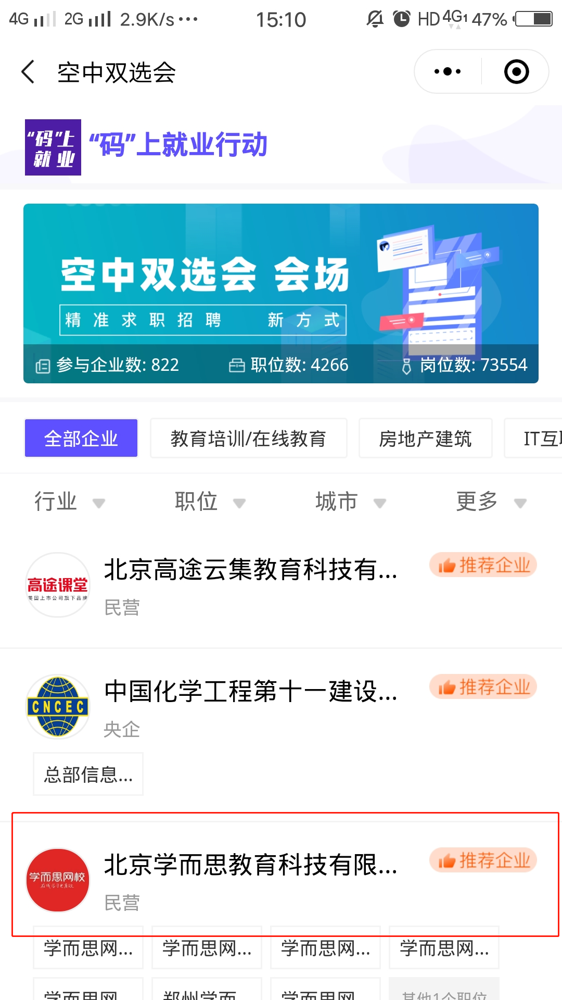 4G 2G 2.9K/s ··· 15:10 HD 4G1 47%
空中双选会
“码”上就业
“码”上就业行动
空中双选会 会场
精准求职招聘 新方式
参与企业数: 822 职位数: 4266 岗位数: 73554
全部企业 教育培训/在线教育 房地产建筑 IT互
行业 职位 城市 更多
高途课堂
美国上市公司旗下品牌
北京高途云集教育科技有... 推荐企业
民营
CNCEC
中国化学工程第十一建设... 推荐企业
央企
总部信息...
学而思网校
在线学习更有效
北京学而思教育科技有限... 推荐企业
民营
学而思网... 学而思网... 学而思网... 学而思网...
学而思网 郑州学而 学而思网 其他1个职位